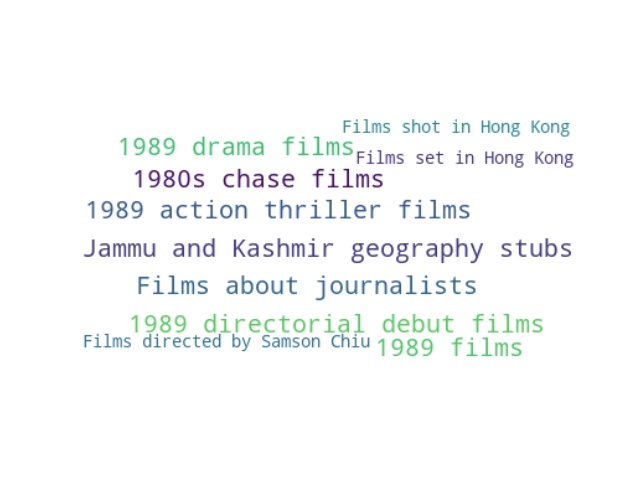 Films shot in Hong Kong
1989 drama films
Films set in Hong Kong
1980s chase films
1989 action thriller films
Jammu and Kashmir geography stubs
Films about journalists
1989 directorial debut films
Films directed by Samson Chiu
1989 films